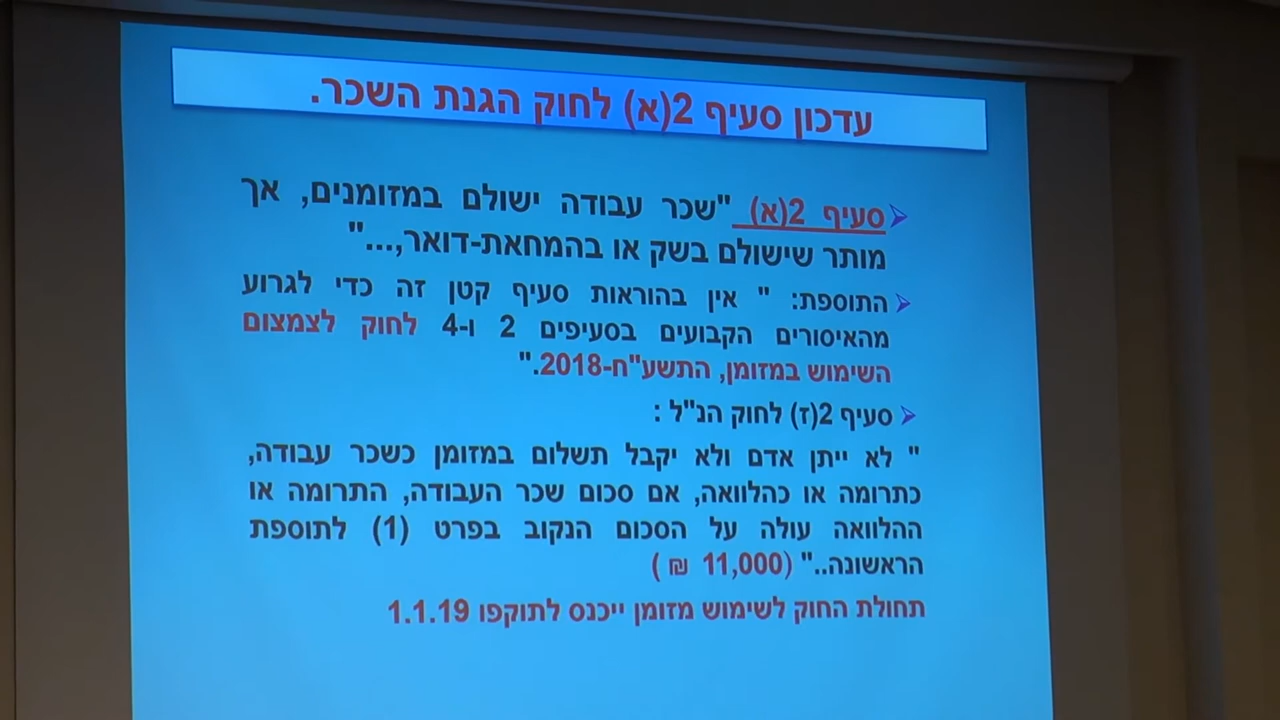 עדכון סעיף 2(א) לחוק הגנת השכר.
סעיף 2(א) "שכר עבודה ישולם במזומנים, אך
מותר שישולם בשק או בהמחאת-דואר,..."
התוספת: " אין בהוראות סעיף קטן זה כדי לגרוע
מהאיסורים הקבועים בסעיפים 2 ו-4 לחוק לצמצום
השימוש במזומן, התשע"ח-2018."
סעיף 2(ז) לחוק הנ"ל :
" לא ייתן אדם ולא יקבל תשלום במזומן כשכר עבודה,
כתרומה או כהלוואה, אם סכום שכר העבודה, התרומה או
ההלוואה עולה על הסכום הנקוב בפרט (1) לתוספת
הראשונה.." (11,000 ₪ )
תחולת החוק לשימוש מזומן ייכנס לתוקפו 1.1.19